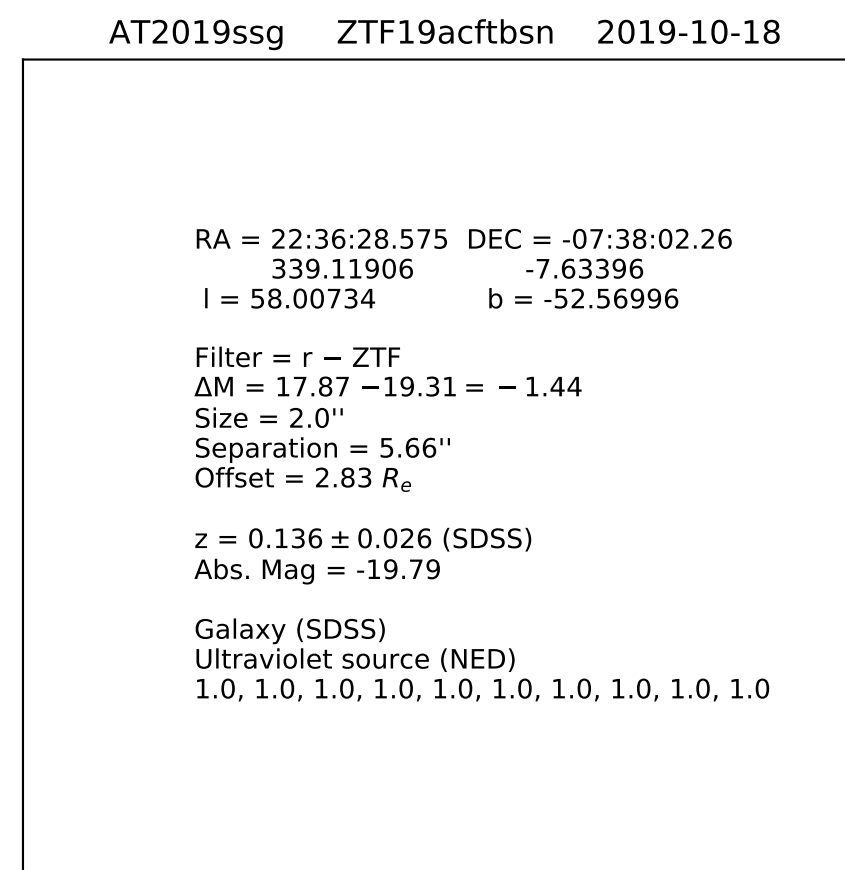 AT2019ssg ZTF19acftbsn 2019-10-18
RA = 22:36:28.575 DEC = -07:38:02.26
339.11906 -7.63396
l = 58.00734 b = -52.56996
Filter = r − ZTF
ΔM = 17.87 −19.31 = − 1.44
Size = 2.0''
Separation = 5.66''
Offset = 2.83 Rₑ
z = 0.136 ± 0.026 (SDSS)
Abs. Mag = -19.79
Galaxy (SDSS)
Ultraviolet source (NED)
1.0, 1.0, 1.0, 1.0, 1.0, 1.0, 1.0, 1.0, 1.0, 1.0